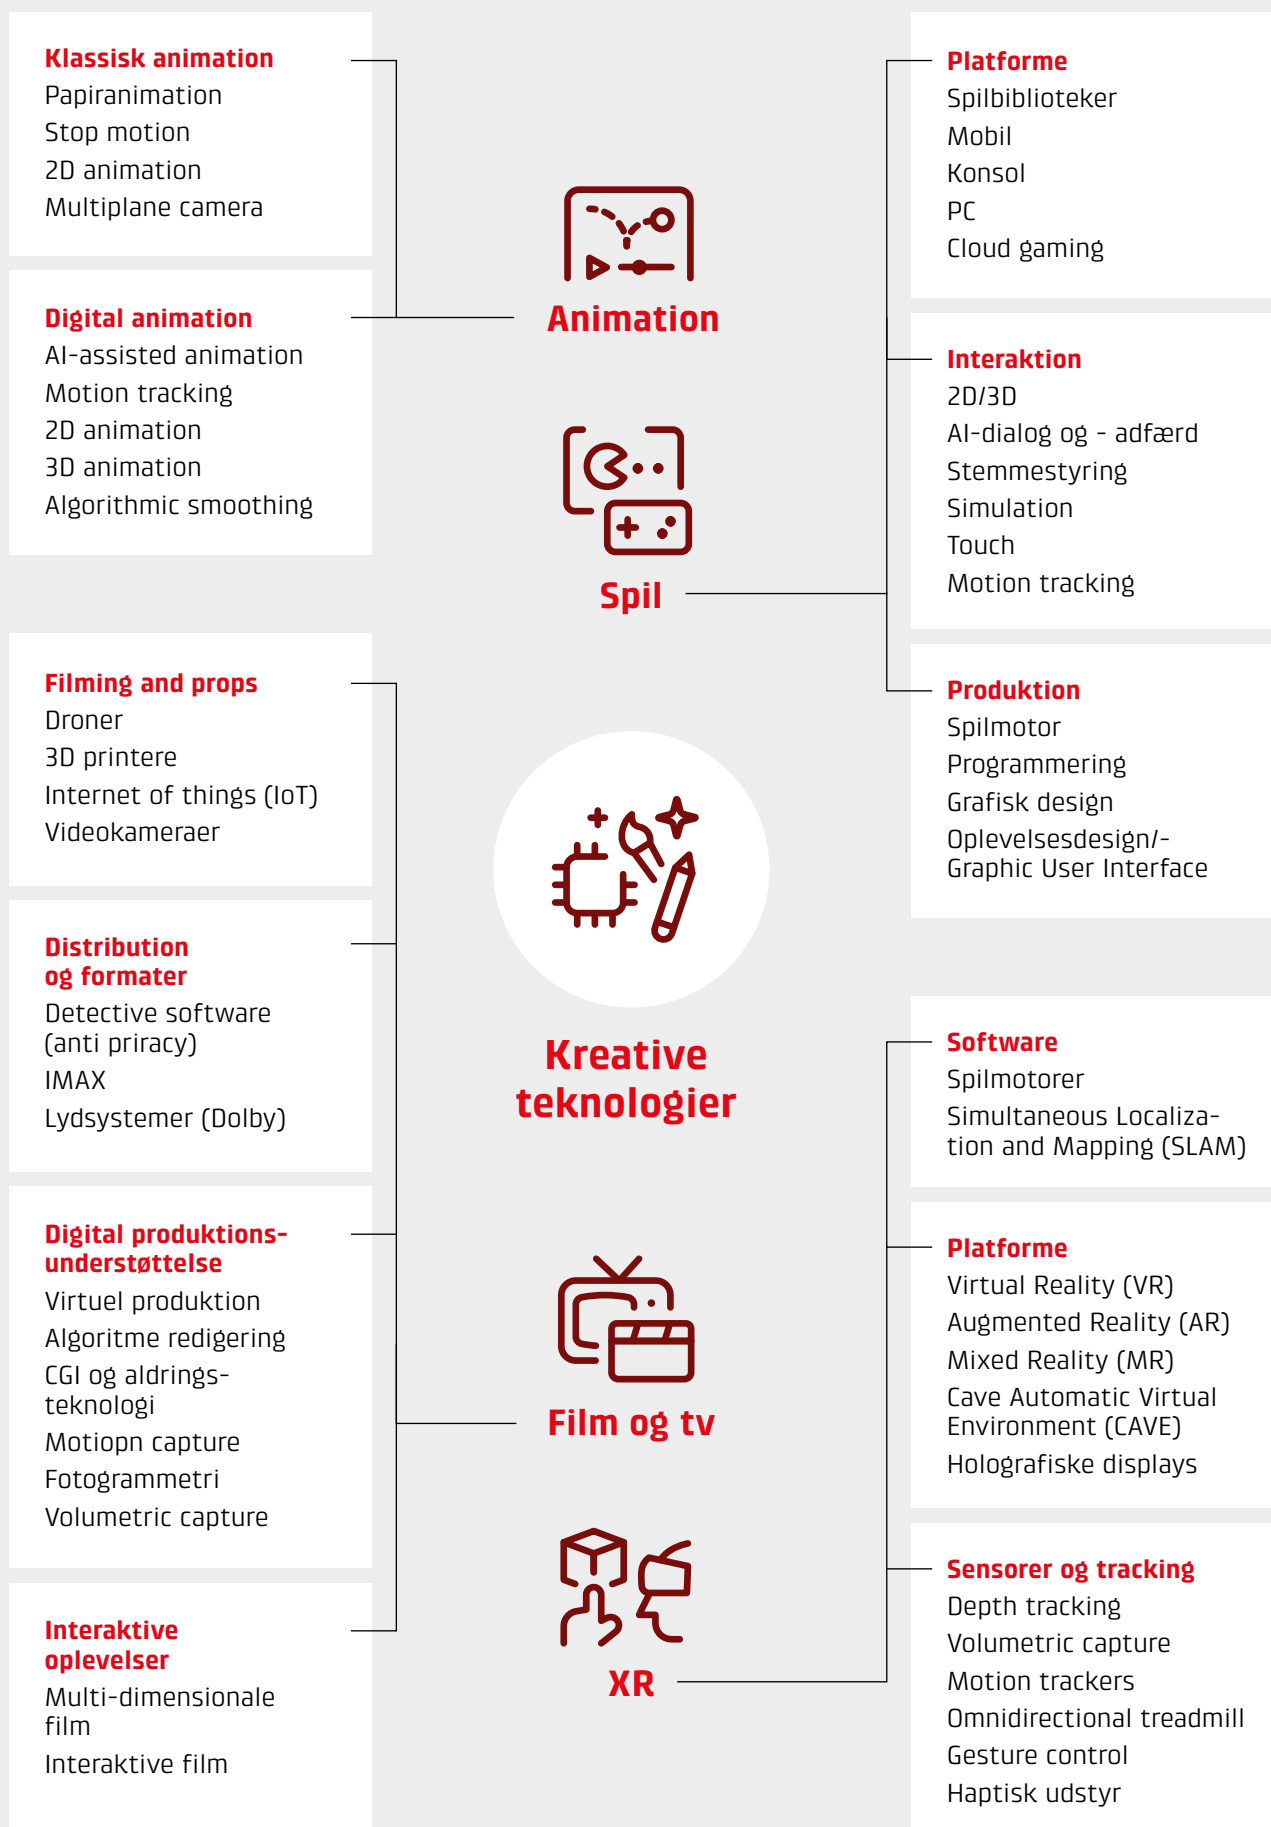 Klassisk animation
Papiranimation
Stop motion
2D animation
Multiplane camera
Digital animation
AI-assisted animation
Motion tracking
2D animation
3D animation
Algorithmic smoothing
Animation
Spil
Platforme
Spilbiblioteker
Mobil
Konsol
PC
Cloud gaming
Interaktion
2D/3D
AI-dialog og - adfærd
Stemmestyring
Simulation
Touch
Motion tracking
Produktion
Spilmotor
Programmering
Grafisk design
Oplevelsesdesign/-
Graphic User Interface
Kreative
teknologier
Filming and props
Droner
3D printere
Internet of things (IoT)
Videokameraer
Distribution
og formater
Detective software
(anti priracy)
IMAX
Lydsystemer (Dolby)
Digital produktions-
understøttelse
Virtuel produktion
Algoritme redigering
CGI og aldrings-
teknologi
Motiopn capture
Fotogrammetri
Volumetric capture
Interaktive
oplevelser
Multi-dimensionale
film
Interaktive film
Film og tv
XR
Software
Spilmotorer
Simultaneous Localiza-
tion and Mapping (SLAM)
Platforme
Virtual Reality (VR)
Augmented Reality (AR)
Mixed Reality (MR)
Cave Automatic Virtual
Environment (CAVE)
Holografiske displays
Sensorer og tracking
Depth tracking
Volumetric capture
Motion trackers
Omnidirectional treadmill
Gesture control
Haptisk udstyr